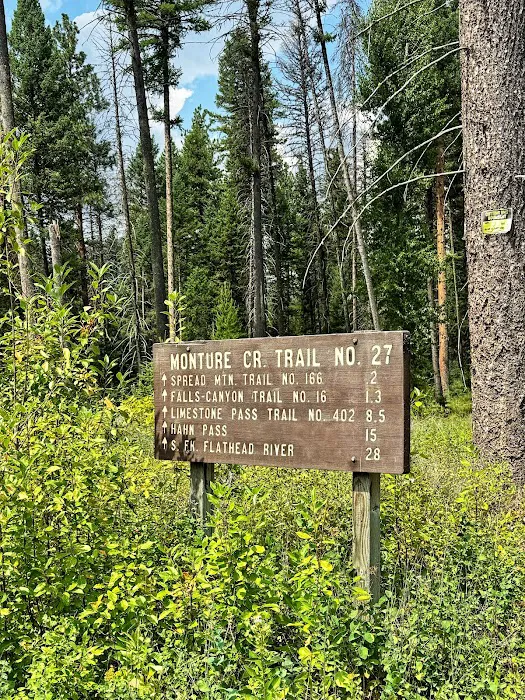 MONTURE CR. TRAIL NO. 27
↑ SPREAD MTN. TRAIL NO. 166 .2
↑ FALLS-CANYON TRAIL NO. 16 1.3
↑ LIMESTONE PASS TRAIL NO. 402 8.5
↑ HAHN PASS 15
↑ S. FK. FLATHEAD RIVER 28